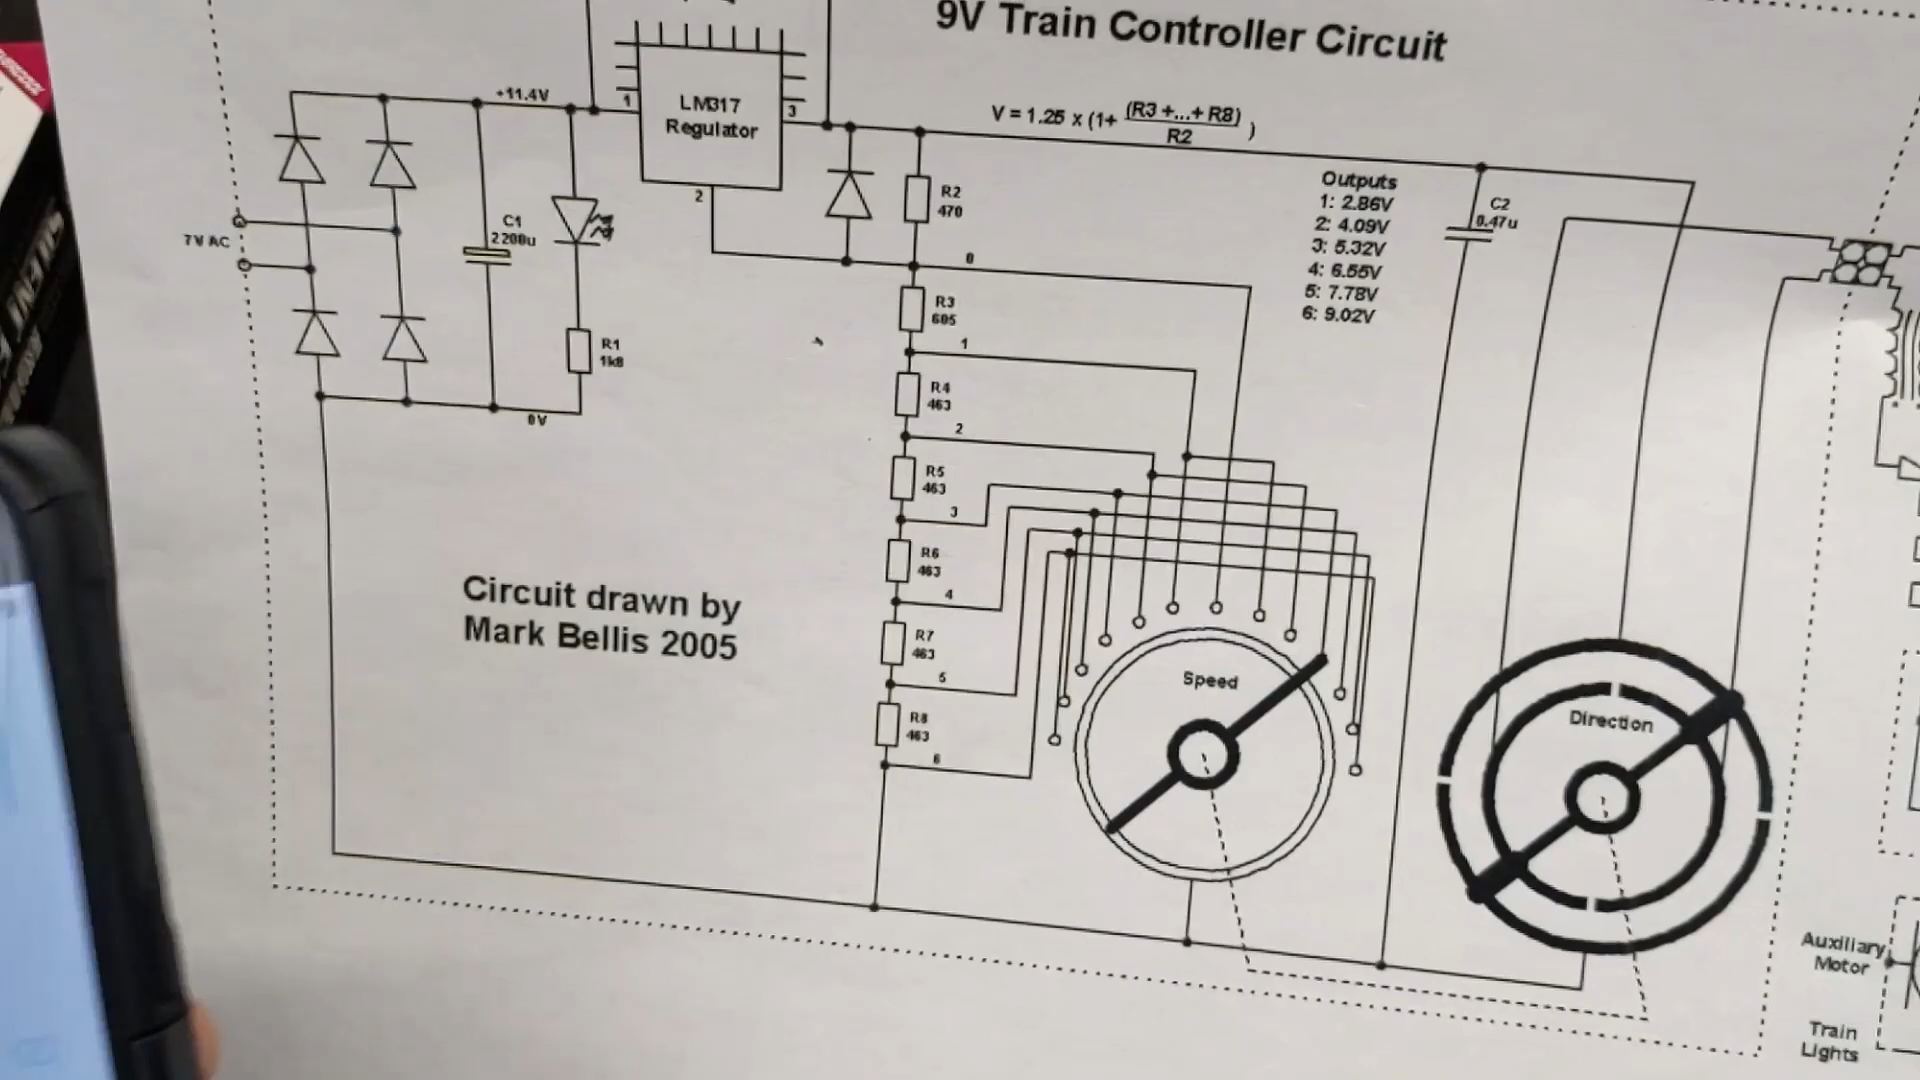 9V Train Controller Circuit
+11.4V
1
LM317
Regulator
3
2
V = 1.25 x (1+ (R3 +...+ R8)
R2 )
Outputs
1: 2.86V
2: 4.09V
3: 5.32V
4: 6.55V
5: 7.78V
6: 9.02V
R2
470
C2
0.47u
C1
2200u
7V AC
0
R3
605
R1
1k8
1
R4
463
0V
2
R5
463
3
R6
463
4
R7
463
5
R8
463
6
Circuit drawn by
Mark Bellis 2005
Speed
Direction
Auxiliary
Motor
Train
Lights